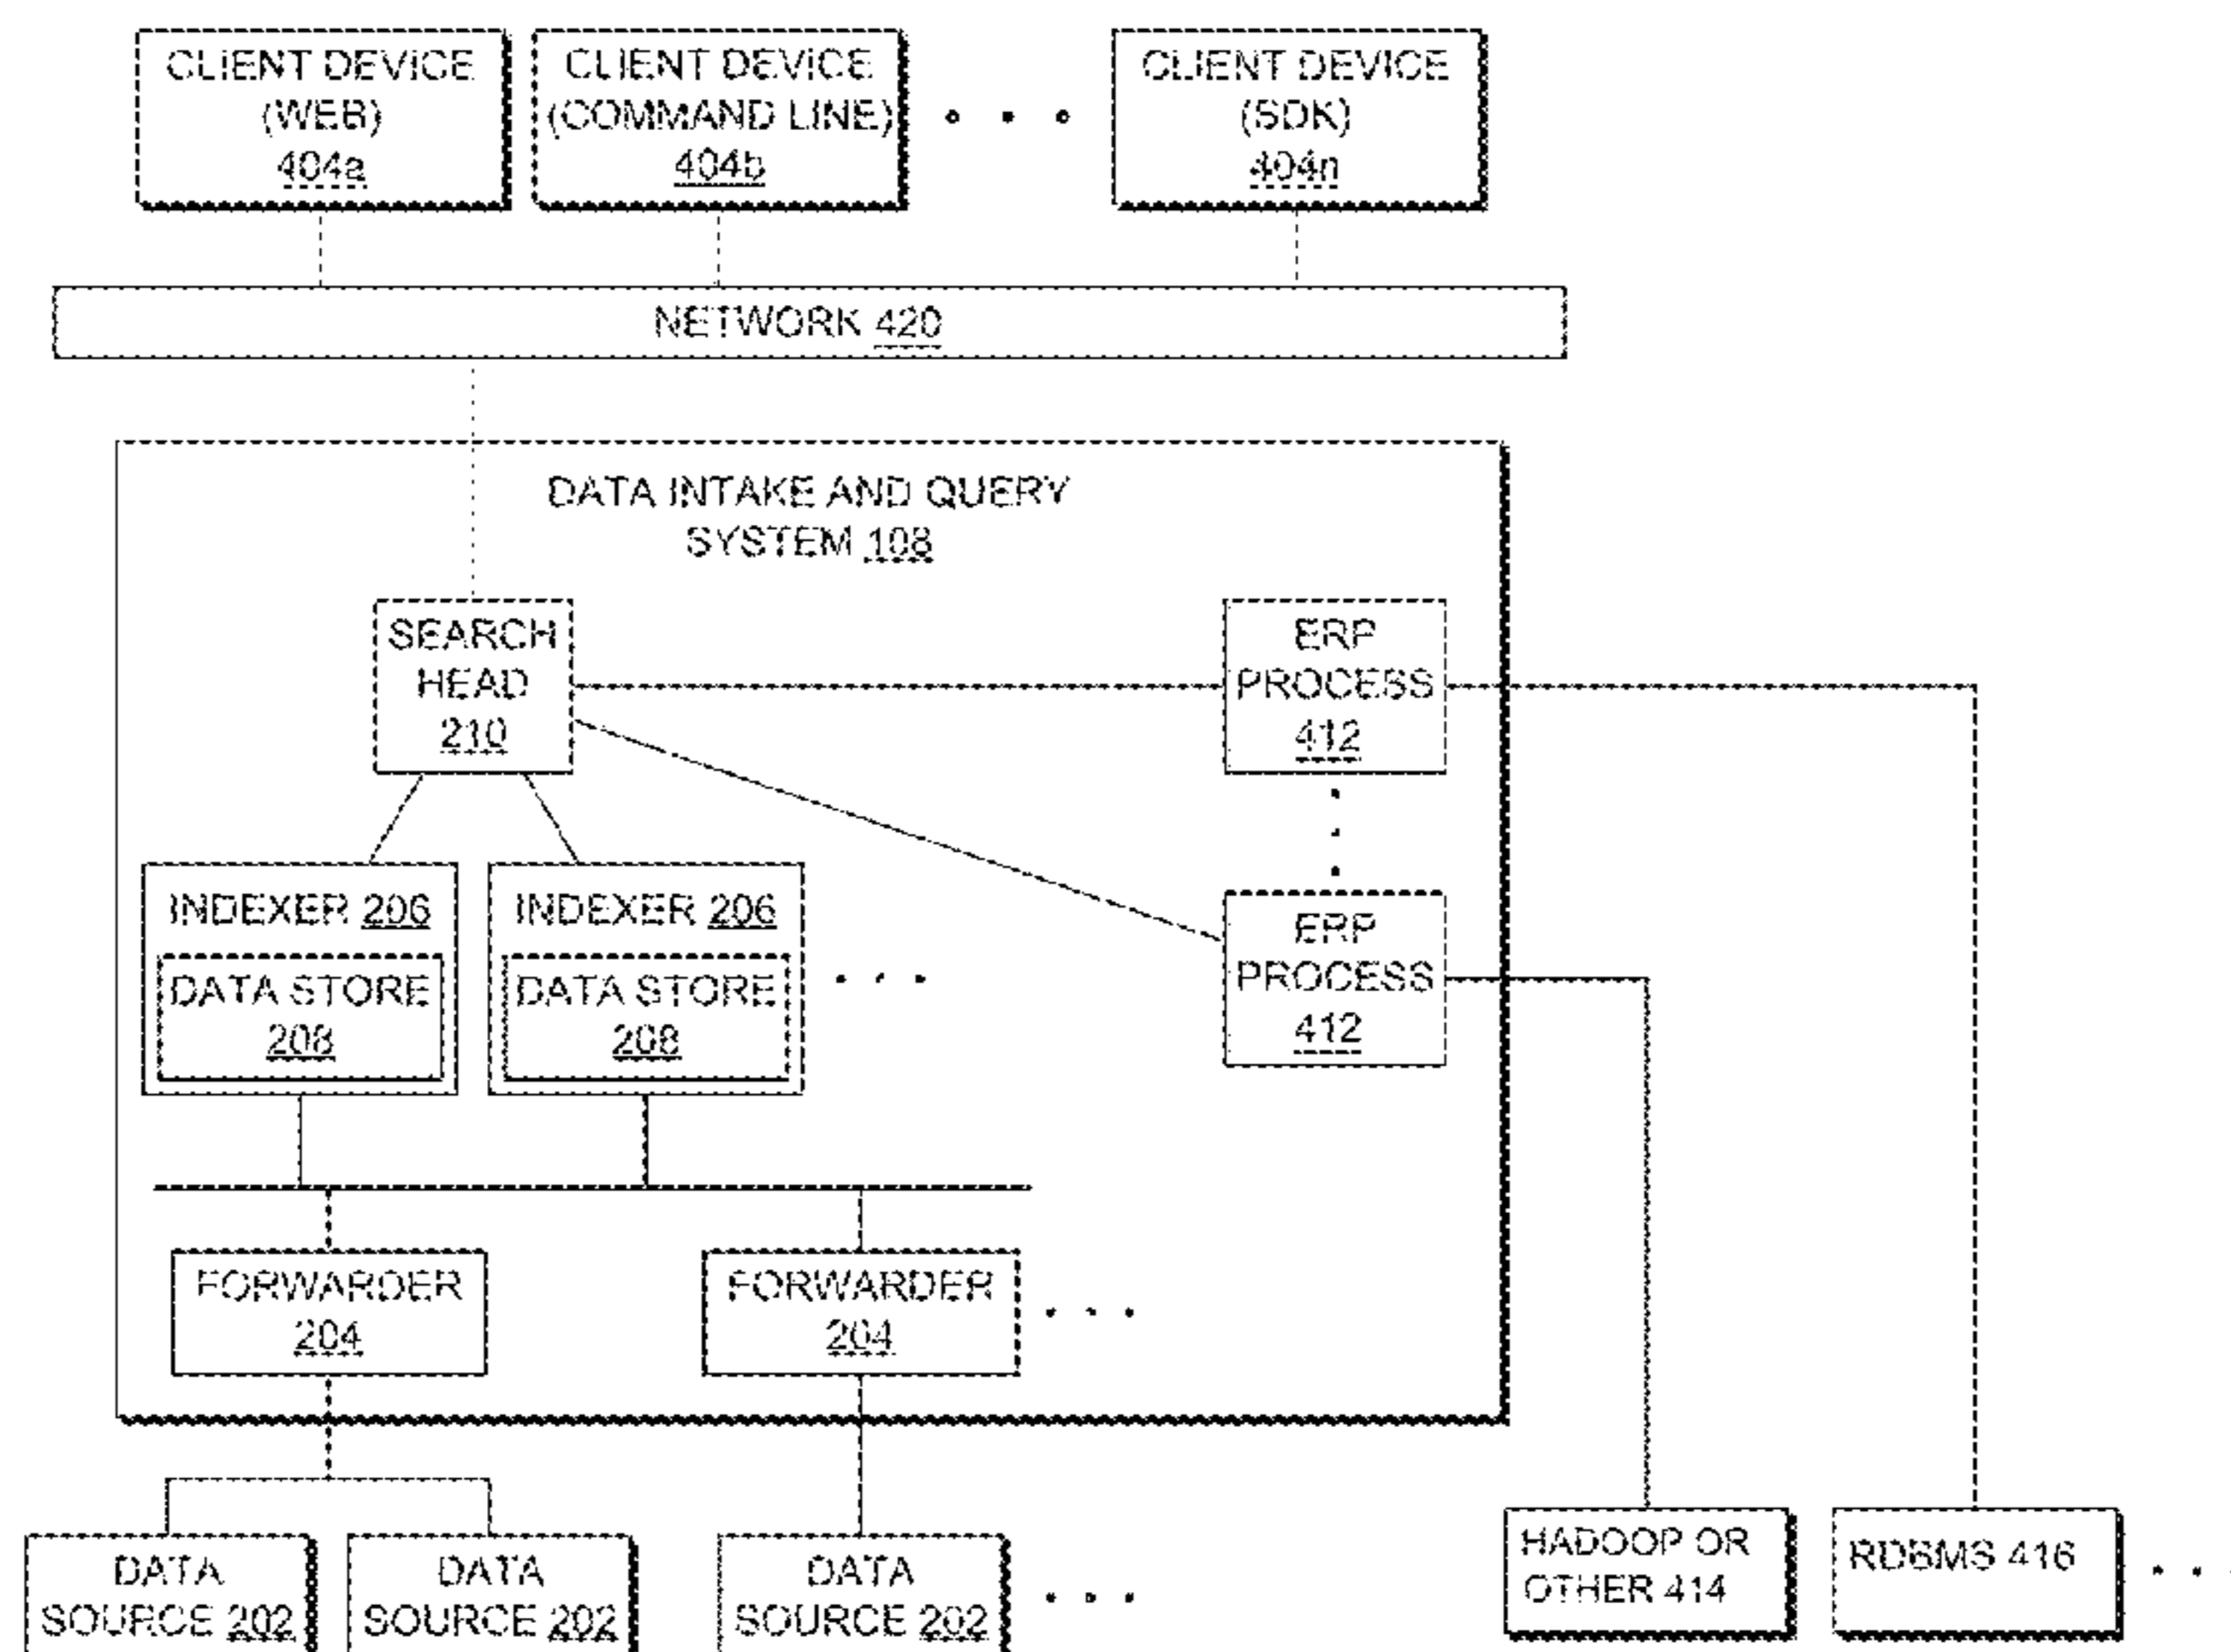 CLIENT DEVICE
(WEB)
404a
CLIENT DEVICE
(COMMAND LINE)
404b
CLIENT DEVICE
(SDK)
404n
NETWORK 420
DATA INTAKE AND QUERY
SYSTEM 108
SEARCH
HEAD
210
ERP
PROCESS
412
INDEXER 206
DATA STORE
208
INDEXER 206
DATA STORE
208
ERP
PROCESS
412
FORWARDER
204
FORWARDER
204
DATA
SOURCE 202
DATA
SOURCE 202
DATA
SOURCE 202
HADOOP OR
OTHER 414
RDBMS 416